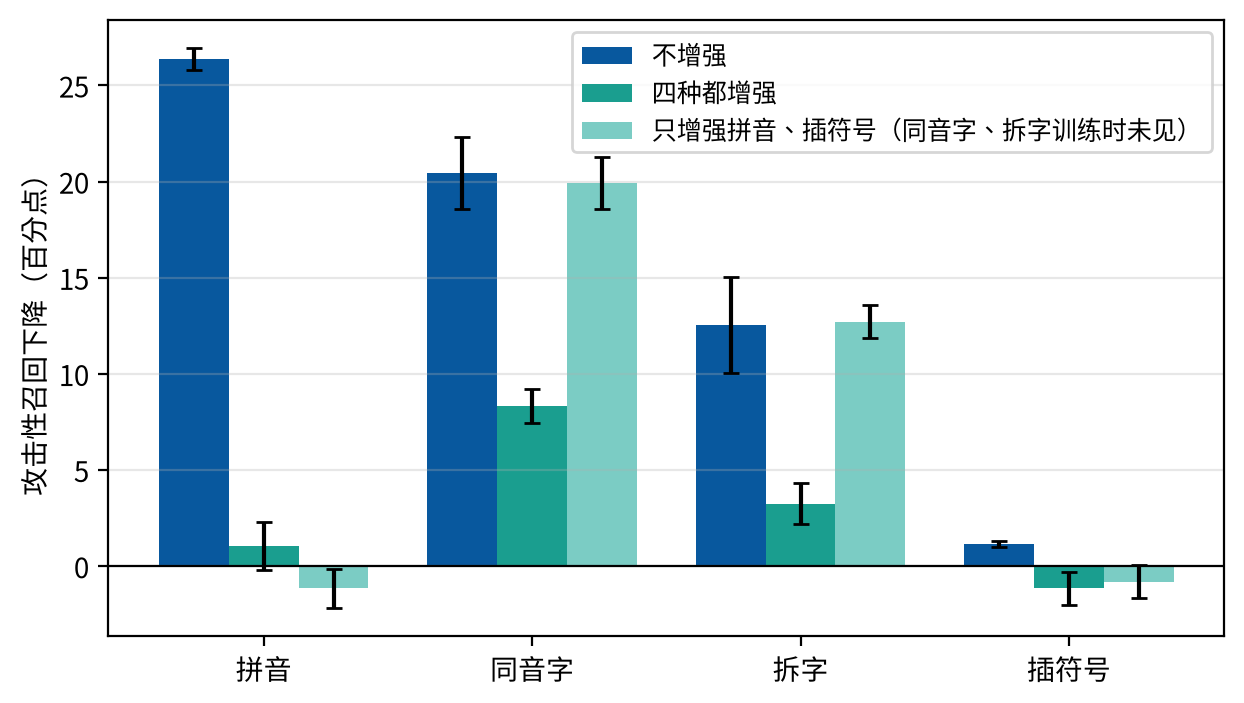 不增强
四种都增强
只增强拼音、插符号（同音字、拆字训练时未见）
攻击性召回下降（百分点）
25
20
15
10
5
0
拼音
同音字
拆字
插符号